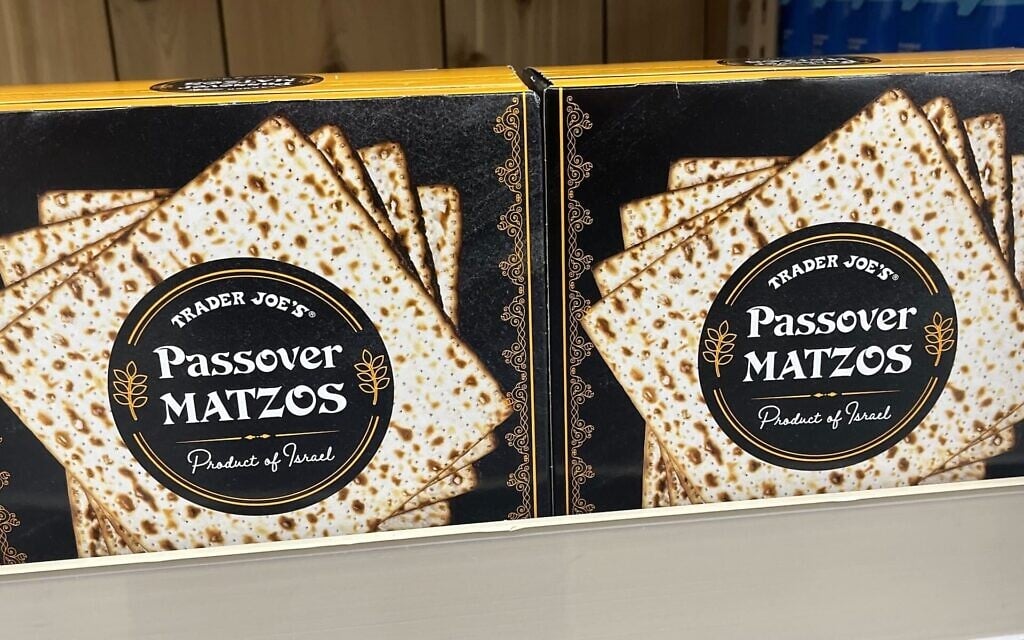 TRADER JOE'S®
Passover
MATZOS
Product of Israel
TRADER JOE'S®
Passover
MATZOS
Product of Israel